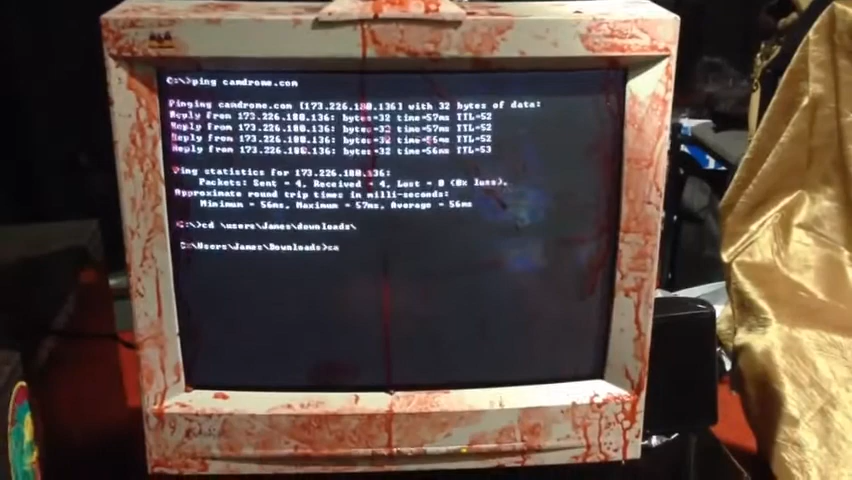 C:\>ping camdrome.com
Pinging camdrome.com [173.226.180.136] with 32 bytes of data:
Reply from 173.226.180.136: bytes=32 time=57ms TTL=52
Reply from 173.226.180.136: bytes=32 time=57ms TTL=52
Reply from 173.226.180.136: bytes=32 time=56ms TTL=52
Reply from 173.226.180.136: bytes=32 time=56ms TTL=53
Ping statistics for 173.226.180.136:
Packets: Sent = 4, Received = 4, Lost = 0 (0% loss),
Approximate round trip times in milli-seconds:
Minimum = 56ms, Maximum = 57ms, Average = 56ms
C:\>cd \users\James\downloads\
C:\Users\James\Downloads>ca